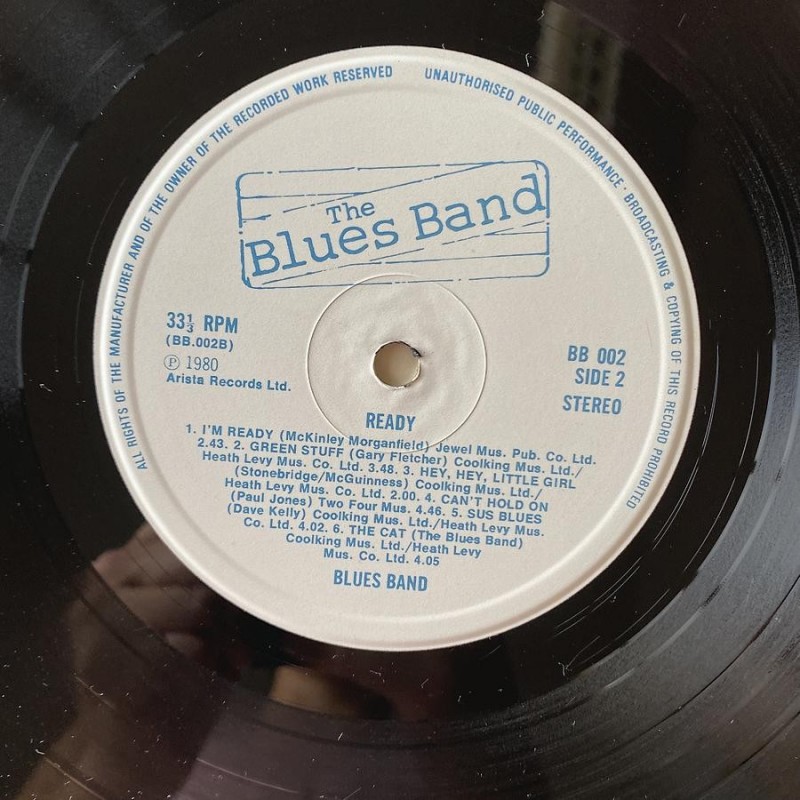 ALL RIGHTS OF THE MANUFACTURER AND OF THE OWNER OF THE RECORDED WORK RESERVED
UNAUTHORISED PUBLIC PERFORMANCE · BROADCASTING & COPYING OF THIS RECORD PROHIBITED
The
Blues Band
33⅓ RPM
(BB.002B)
℗ 1980
Arista Records Ltd.
BB 002
SIDE 2
STEREO
READY
1. I'M READY (McKinley Morganfield) Jewel Mus. Pub. Co. Ltd.
2.43. 2. GREEN STUFF (Gary Fletcher) Coolking Mus. Ltd./
Heath Levy Mus. Co. Ltd. 3.48. 3. HEY, HEY, LITTLE GIRL
(Stonebridge/McGuinness) Coolking Mus. Ltd./
Heath Levy Mus. Co. Ltd. 2.00. 4. CAN'T HOLD ON
(Paul Jones) Two Four Mus. 4.46. 5. SUS BLUES
(Dave Kelly) Coolking Mus. Ltd./Heath Levy Mus.
Co. Ltd. 4.02. 6. THE CAT (The Blues Band)
Coolking Mus. Ltd./Heath Levy
Mus. Co. Ltd. 4.05
BLUES BAND